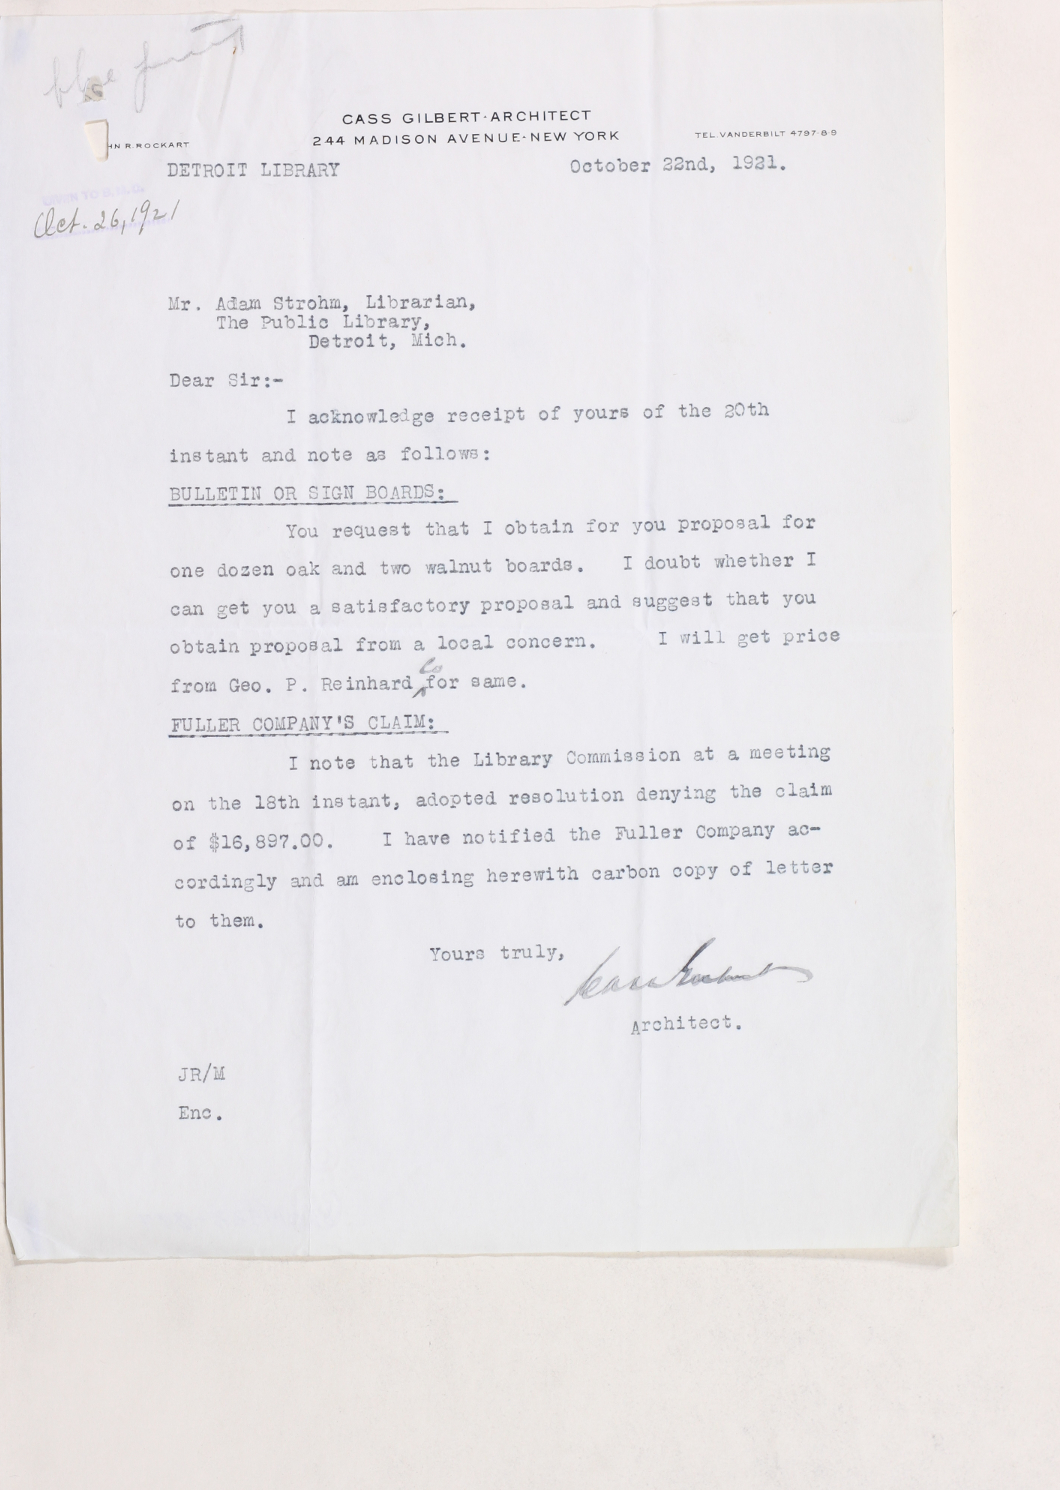 blue print
CASS GILBERT·ARCHITECT
244 MADISON AVENUE·NEW YORK
TEL. VANDERBILT 4797-8-9
HN R. ROCKART
DETROIT LIBRARY October 22nd, 1921.
Oct. 26, 1921
Mr. Adam Strohm, Librarian,
The Public Library,
Detroit, Mich.
Dear Sir:-
I acknowledge receipt of yours of the 20th
instant and note as follows:
BULLETIN OR SIGN BOARDS:
You request that I obtain for you proposal for
one dozen oak and two walnut boards. I doubt whether I
can get you a satisfactory proposal and suggest that you
obtain proposal from a local concern. I will get price
from Geo. P. Reinhard Co for same.
FULLER COMPANY'S CLAIM:
I note that the Library Commission at a meeting
on the 18th instant, adopted resolution denying the claim
of $16,897.00. I have notified the Fuller Company ac-
cordingly and am enclosing herewith carbon copy of letter
to them.
Yours truly,
Cass Gilbert
Architect.
JR/M
Enc.